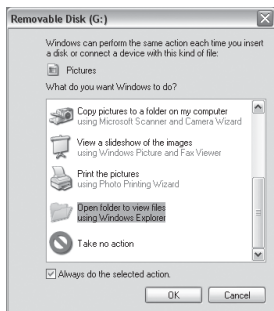 Removable Disk (G:)
Windows can perform the same action each time you insert
a disk or connect a device with this kind of file:
Pictures
What do you want Windows to do?
Copy pictures to a folder on my computer
using Microsoft Scanner and Camera Wizard
View a slideshow of the images
using Windows Picture and Fax Viewer
Print the pictures
using Photo Printing Wizard
Open folder to view files
using Windows Explorer
Take no action
Always do the selected action.
OK Cancel